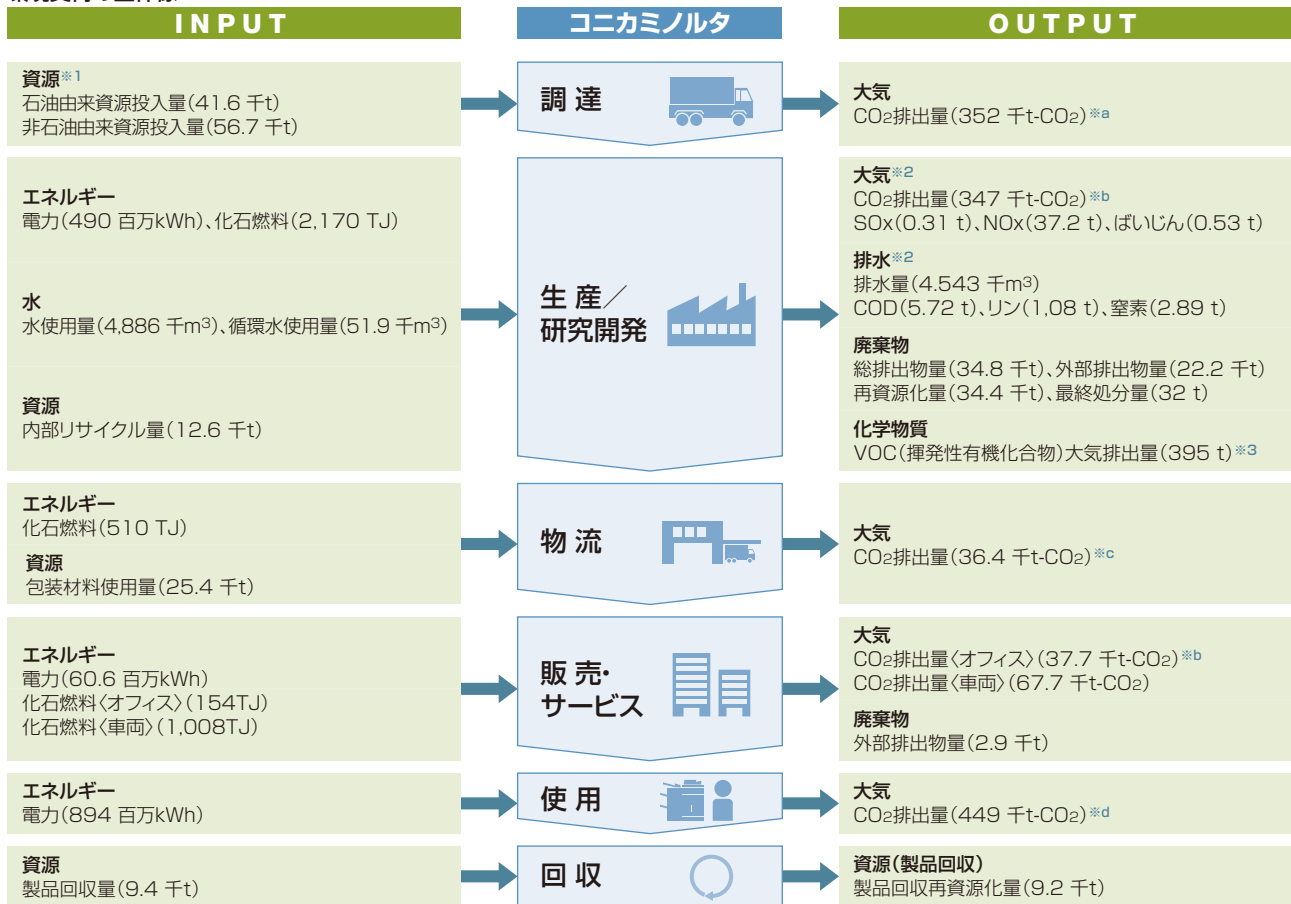 INPUT
コニカミノルタ
OUTPUT
資源※1
石油由来資源投入量(41.6 千t)
非石油由来資源投入量(56.7 千t)
調 達
大気
CO2排出量(352 千t-CO2)※a
エネルギー
電力(490 百万kWh)、化石燃料(2,170 TJ)
水
水使用量(4,886 千m3)、循環水使用量(51.9 千m3)
資源
内部リサイクル量(12.6 千t)
生 産／
研究開発
大気※2
CO2排出量(347 千t-CO2)※b
SOx(0.31 t)、NOx(37.2 t)、ばいじん(0.53 t)
排水※2
排水量(4.543 千m3)
COD(5.72 t)、リン(1,08 t)、窒素(2.89 t)
廃棄物
総排出物量(34.8 千t)、外部排出物量(22.2 千t)
再資源化量(34.4 千t)、最終処分量(32 t)
化学物質
VOC(揮発性有機化合物)大気排出量(395 t)※3
エネルギー
化石燃料(510 TJ)
資源
包装材料使用量(25.4 千t)
物 流
大気
CO2排出量(36.4 千t-CO2)※c
エネルギー
電力(60.6 百万kWh)
化石燃料〈オフィス〉(154TJ)
化石燃料〈車両〉(1,008TJ)
販 売・
サービス
大気
CO2排出量〈オフィス〉(37.7 千t-CO2)※b
CO2排出量〈車両〉(67.7 千t-CO2)
廃棄物
外部排出物量(2.9 千t)
エネルギー
電力(894 百万kWh)
使 用
大気
CO2排出量(449 千t-CO2)※d
資源
製品回収量(9.4 千t)
回 収
資源(製品回収)
製品回収再資源化量(9.2 千t)